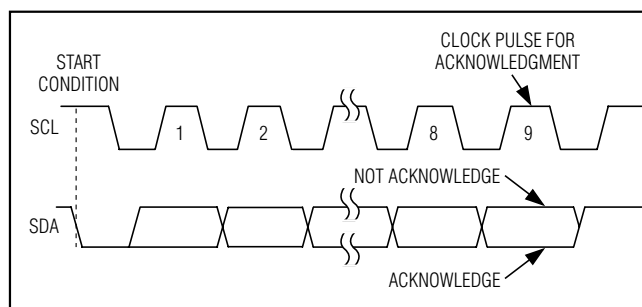 CLOCK PULSE FOR
ACKNOWLEDGMENT
START
CONDITION
SCL
1
2
8
9
NOT ACKNOWLEDGE
SDA
ACKNOWLEDGE